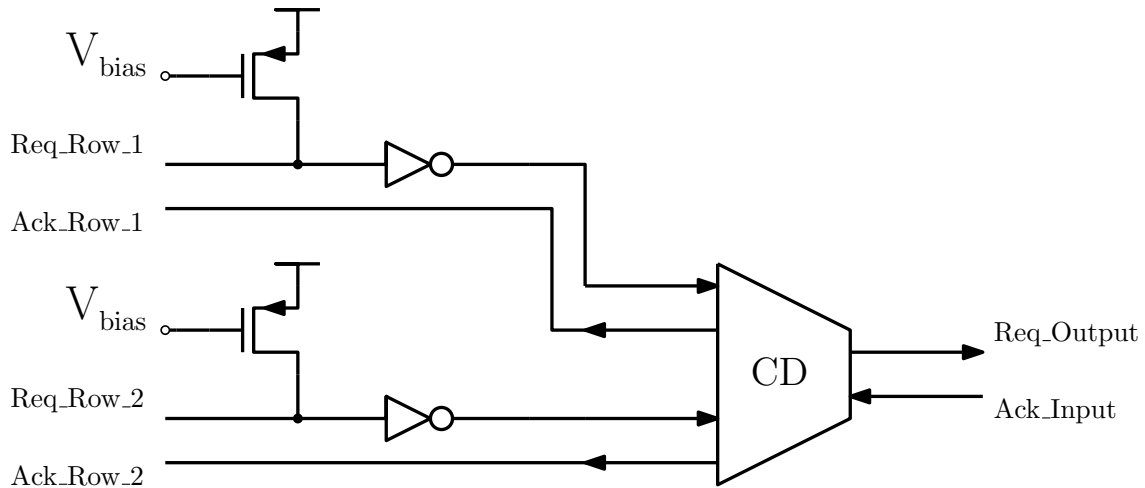 V_bias
Req_Row_1
Ack_Row_1
V_bias
Req_Row_2
Ack_Row_2
CD
Req_Output
Ack_Input